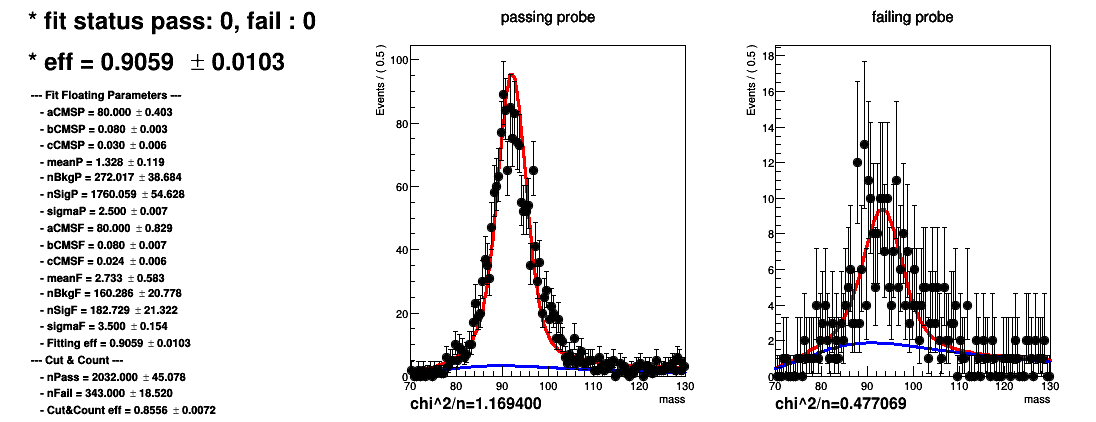 * fit status pass: 0, fail : 0
* eff = 0.9059 ± 0.0103
--- Fit Floating Parameters ---
- aCMSP = 80.000 ± 0.403
- bCMSP = 0.080 ± 0.003
- cCMSP = 0.030 ± 0.006
- meanP = 1.328 ± 0.119
- nBkgP = 272.017 ± 38.684
- nSigP = 1760.059 ± 54.628
- sigmaP = 2.500 ± 0.007
- aCMSF = 80.000 ± 0.829
- bCMSF = 0.080 ± 0.007
- cCMSF = 0.024 ± 0.006
- meanF = 2.733 ± 0.583
- nBkgF = 160.286 ± 20.778
- nSigF = 182.729 ± 21.322
- sigmaF = 3.500 ± 0.154
- Fitting eff = 0.9059 ± 0.0103
--- Cut & Count ---
- nPass = 2032.000 ± 45.078
- nFail = 343.000 ± 18.520
- Cut&Count eff = 0.8556 ± 0.0072
passing probe
Events / ( 0.5 )
100
80
60
40
20
0
70 80 90 100 110 120 130
mass
chi^2/n=1.169400
failing probe
Events / ( 0.5 )
18
16
14
12
10
8
6
4
2
0
70 80 90 100 110 120 130
mass
chi^2/n=0.477069